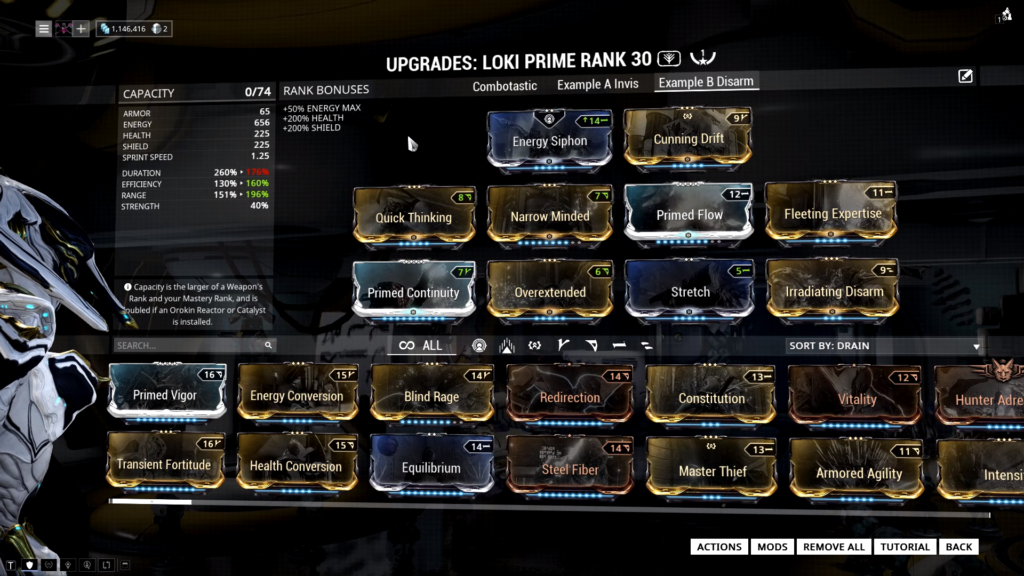 1,146,416 2
1
UPGRADES: LOKI PRIME RANK 30
Combotastic Example A Invis Example B Disarm
CAPACITY 0/74
ARMOR 65
ENERGY 656
HEALTH 225
SHIELD 225
SPRINT SPEED 1.25
DURATION 260% 176%
EFFICIENCY 130% 160%
RANGE 151% 196%
STRENGTH 40%
Capacity is the larger of a Weapon's
Rank and your Mastery Rank, and is
oubled if an Orokin Reactor or Catalyst
is installed.
RANK BONUSES
+50% ENERGY MAX
+200% HEALTH
+200% SHIELD
14 9
Energy Siphon Cunning Drift
8 7 12 11
Quick Thinking Narrow Minded Primed Flow Fleeting Expertise
7 6 5 9
Primed Continuity Overextended Stretch Irradiating Disarm
SEARCH... ALL SORT BY: DRAIN
16 15 14 14 13 12
Primed Vigor Energy Conversion Blind Rage Redirection Constitution Vitality Hunter Adre
16 15 14 14 13 11
Transient Fortitude Health Conversion Equilibrium Steel Fiber Master Thief Armored Agility Intensi
ACTIONS MODS REMOVE ALL TUTORIAL BACK
T